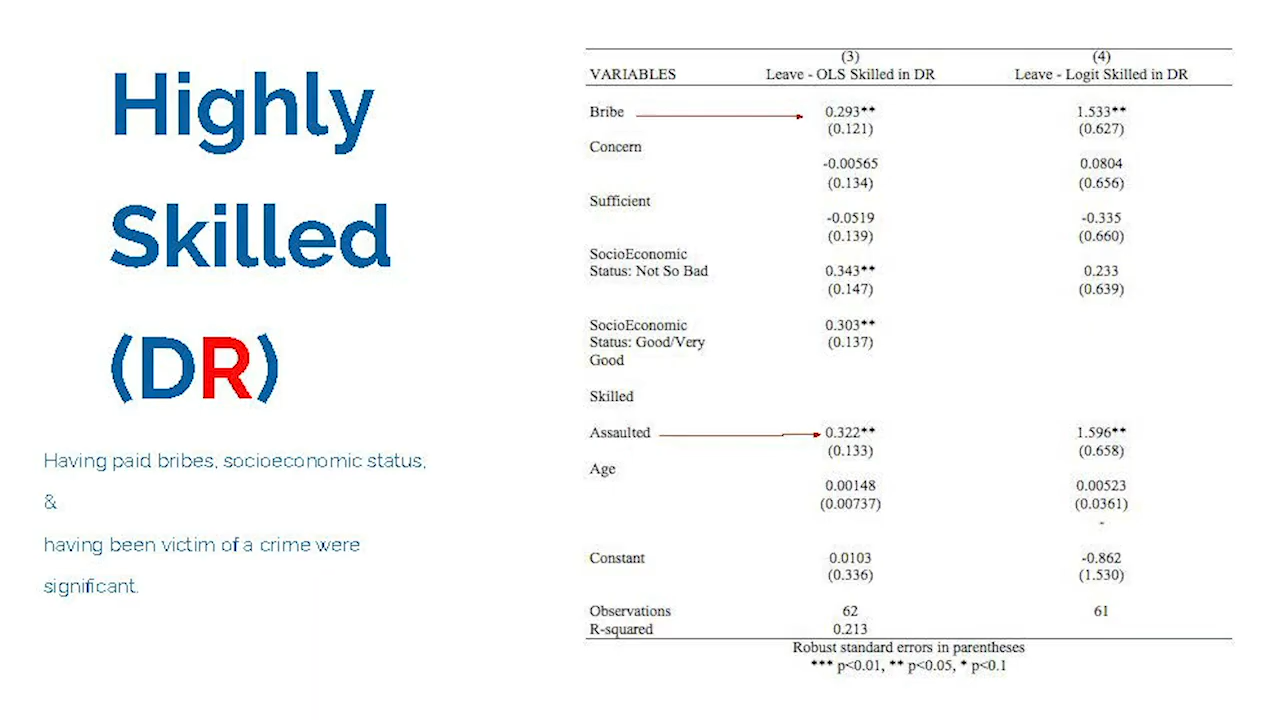 Highly
Skilled
(DR)
Having paid bribes, socioeconomic status,
&
having been victim of a crime were
significant.
(3) (4)
VARIABLES Leave - OLS Skilled in DR Leave - Logit Skilled in DR
Bribe 0.293** 1.533**
(0.121) (0.627)
Concern
-0.00565 0.0804
(0.134) (0.656)
Sufficient
-0.0519 -0.335
(0.139) (0.660)
SocioEconomic
Status: Not So Bad 0.343** 0.233
(0.147) (0.639)
SocioEconomic 0.303**
Status: Good/Very (0.137)
Good
Skilled
Assaulted 0.322** 1.596**
(0.133) (0.658)
Age
0.00148 0.00523
(0.00737) (0.0361)
-
Constant 0.0103 -0.862
(0.336) (1.530)
Observations 62 61
R-squared 0.213
Robust standard errors in parentheses
*** p<0.01, ** p<0.05, * p<0.1